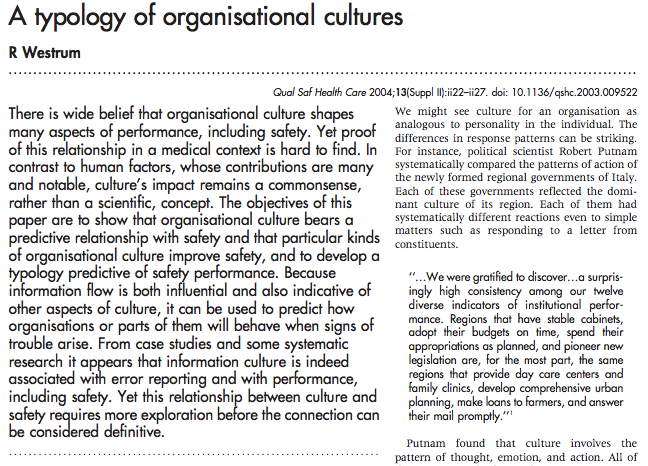 A typology of organisational cultures
R Westrum
Qual Saf Health Care 2004;13(Suppl II):ii22–ii27. doi: 10.1136/qshc.2003.009522
There is wide belief that organisational culture shapes
many aspects of performance, including safety. Yet proof
of this relationship in a medical context is hard to find. In
contrast to human factors, whose contributions are many
and notable, culture's impact remains a commonsense,
rather than a scientific, concept. The objectives of this
paper are to show that organisational culture bears a
predictive relationship with safety and that particular kinds
of organisational culture improve safety, and to develop a
typology predictive of safety performance. Because
information flow is both influential and also indicative of
other aspects of culture, it can be used to predict how
organisations or parts of them will behave when signs of
trouble arise. From case studies and some systematic
research it appears that information culture is indeed
associated with error reporting and with performance,
including safety. Yet this relationship between culture and
safety requires more exploration before the connection can
be considered definitive.
We might see culture for an organisation as
analogous to personality in the individual. The
differences in response patterns can be striking.
For instance, political scientist Robert Putnam
systematically compared the patterns of action of
the newly formed regional governments of Italy.
Each of these governments reflected the domi-
nant culture of its region. Each of them had
systematically different reactions even to simple
matters such as responding to a letter from
constituents.
"…We were gratified to discover…a surpris-
ingly high consistency among our twelve
diverse indicators of institutional perfor-
mance. Regions that have stable cabinets,
adopt their budgets on time, spend their
appropriations as planned, and pioneer new
legislation are, for the most part, the same
regions that provide day care centers and
family clinics, develop comprehensive urban
planning, make loans to farmers, and answer
their mail promptly."1
Putnam found that culture involves the
pattern of thought, emotion, and action. All of